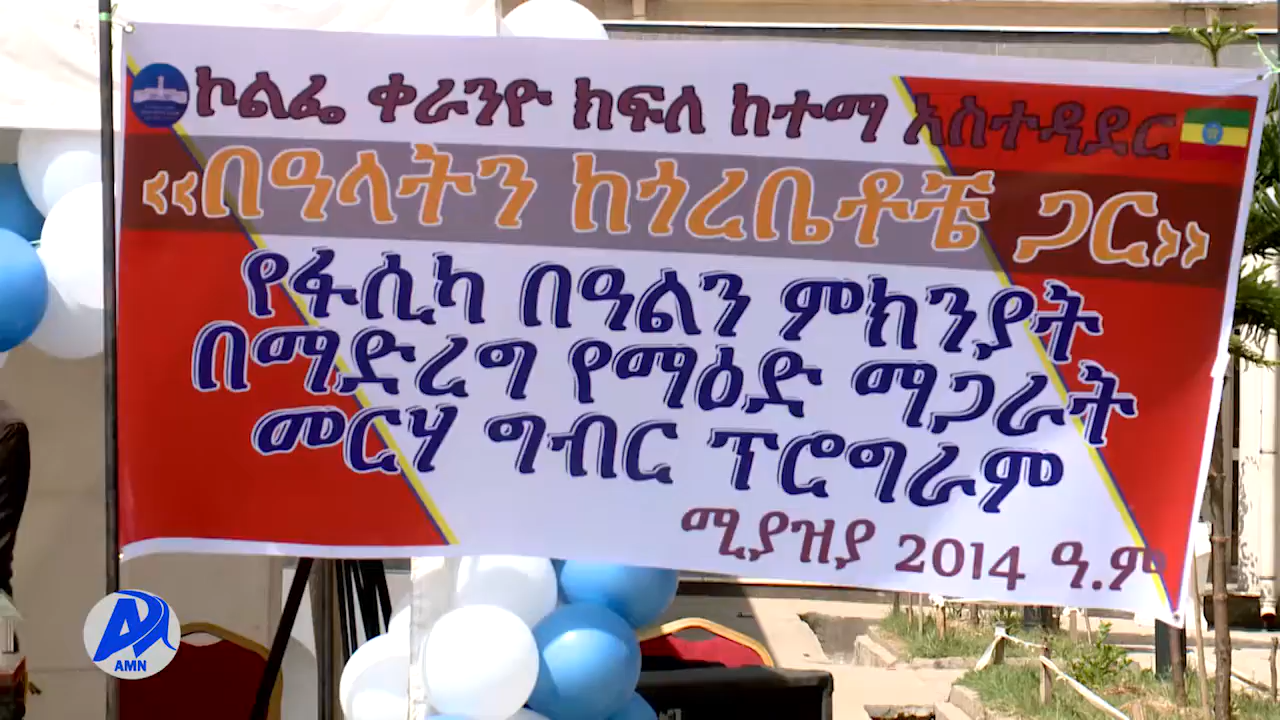 ኮልፌ ቀራንዮ ክፍለ ከተማ አስተዳደር
‹‹በዓላትን ከጎረቤቶቼ ጋር››
የፋሲካ በዓልን ምክንያት
በማድረግ የማዕድ ማጋራት
መርሃ ግብር ፕሮግራም
ሚያዝያ 2014 ዓ.ም
AMN